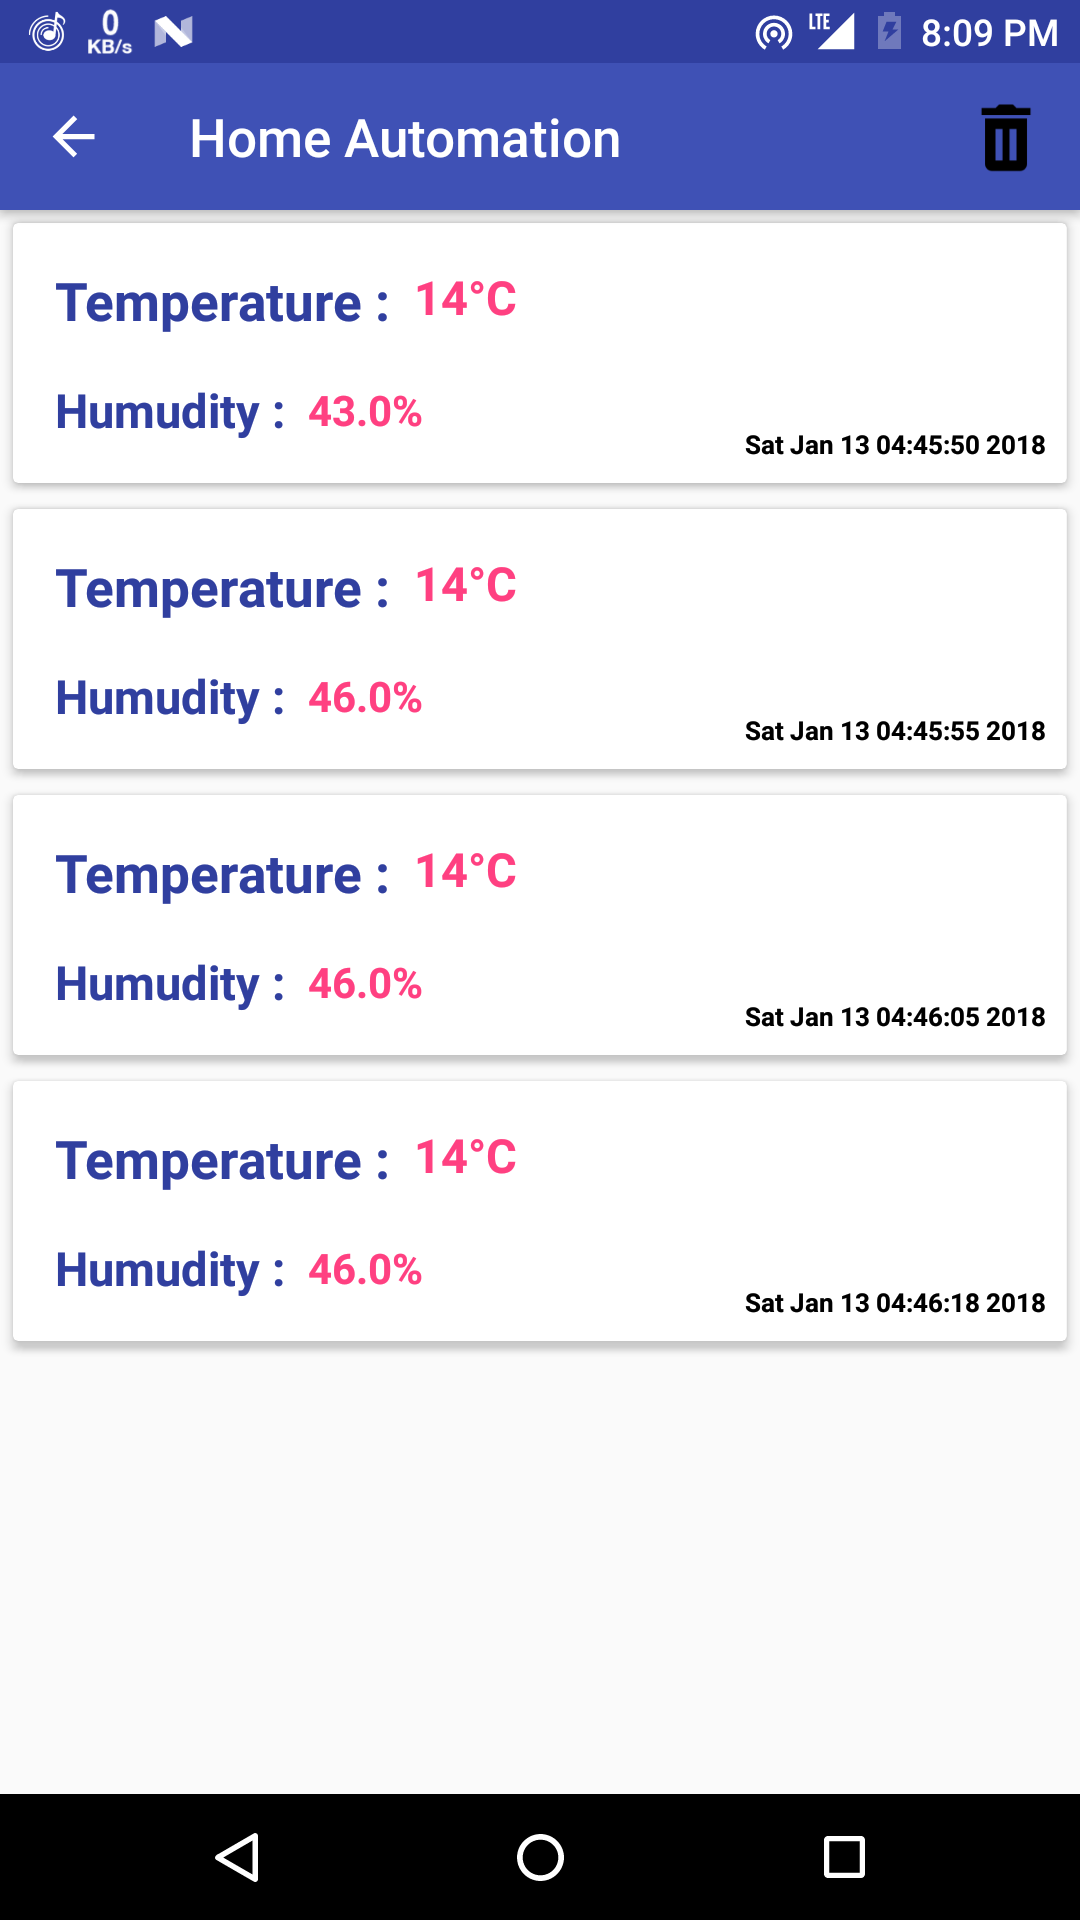 0
KB/s
LTE
8:09 PM
Home Automation
Temperature : 14°C
Humudity : 43.0%
Sat Jan 13 04:45:50 2018
Temperature : 14°C
Humudity : 46.0%
Sat Jan 13 04:45:55 2018
Temperature : 14°C
Humudity : 46.0%
Sat Jan 13 04:46:05 2018
Temperature : 14°C
Humudity : 46.0%
Sat Jan 13 04:46:18 2018